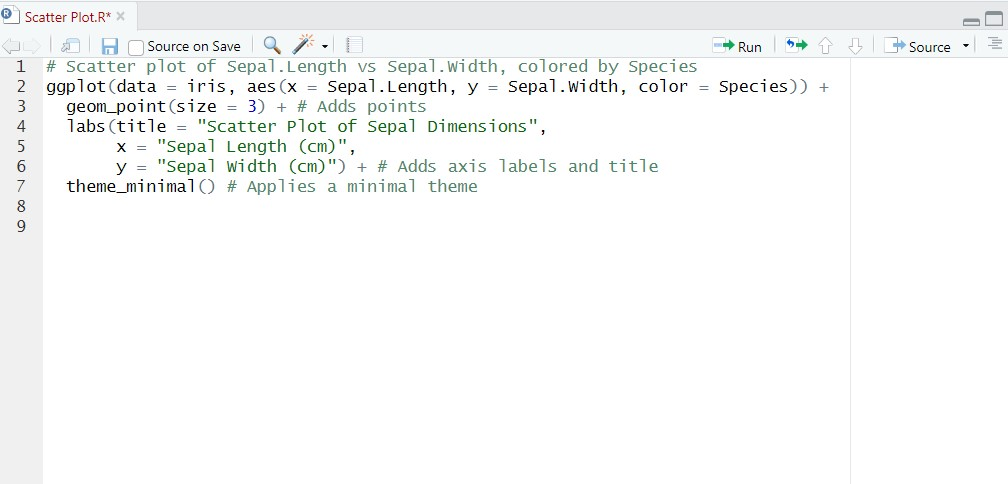 Scatter Plot.R*
Source on Save
Run
Source
1 # Scatter plot of Sepal.Length vs Sepal.Width, colored by Species
2 ggplot(data = iris, aes(x = Sepal.Length, y = Sepal.Width, color = Species)) +
3   geom_point(size = 3) + # Adds points
4   labs(title = "Scatter Plot of Sepal Dimensions",
5        x = "Sepal Length (cm)",
6        y = "Sepal Width (cm)") + # Adds axis labels and title
7   theme_minimal() # Applies a minimal theme
8
9